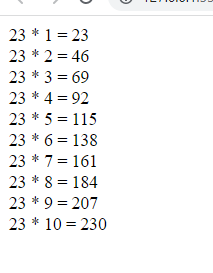 23 * 1 = 23
23 * 2 = 46
23 * 3 = 69
23 * 4 = 92
23 * 5 = 115
23 * 6 = 138
23 * 7 = 161
23 * 8 = 184
23 * 9 = 207
23 * 10 = 230